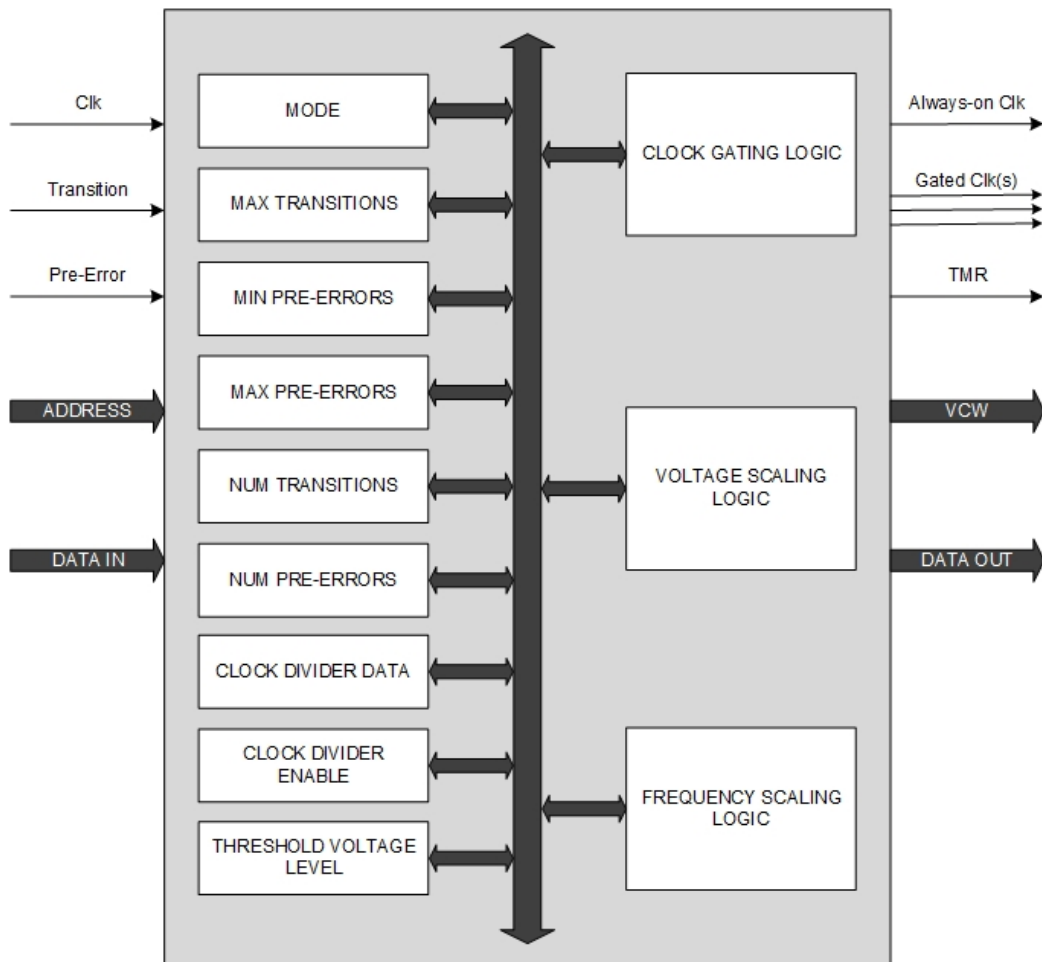 Clk
Transition
Pre-Error
ADDRESS
DATA IN
MODE
MAX TRANSITIONS
MIN PRE-ERRORS
MAX PRE-ERRORS
NUM TRANSITIONS
NUM PRE-ERRORS
CLOCK DIVIDER DATA
CLOCK DIVIDER
ENABLE
THRESHOLD VOLTAGE
LEVEL
CLOCK GATING LOGIC
VOLTAGE SCALING
LOGIC
FREQUENCY SCALING
LOGIC
Always-on Clk
Gated Clk(s)
TMR
VCW
DATA OUT